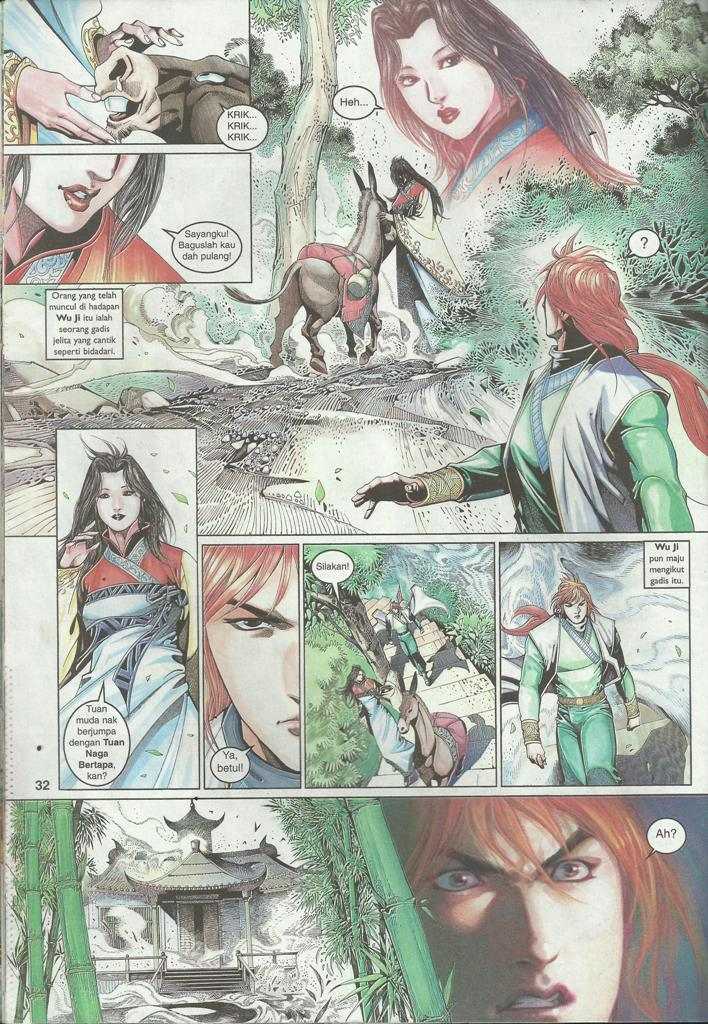 KRIK...
KRIK...
KRIK...
Heh...
Sayangku!
Baguslah kau
dah pulang!
?
Orang yang telah
muncul di hadapan
Wu Ji itu ialah
seorang gadis
jelita yang cantik
seperti bidadari.
Tuan
muda nak
berjumpa
dengan Tuan
Naga
Bertapa,
kan?
Ya,
betul!
Silakan!
Wu Ji
pun maju
mengikut
gadis itu.
32
Ah?